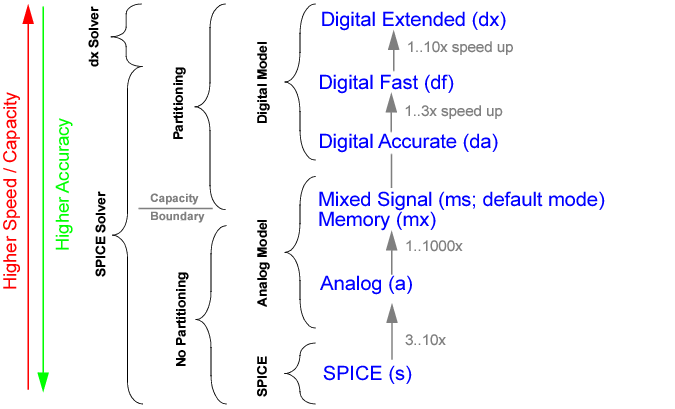 Higher Speed / Capacity
Higher Accuracy
dx Solver
SPICE Solver
Partitioning
Capacity
Boundary
No Partitioning
Digital Model
Analog Model
SPICE
Digital Extended (dx)
1..10x speed up
Digital Fast (df)
1..3x speed up
Digital Accurate (da)
Mixed Signal (ms; default mode)
Memory (mx)
1..1000x
Analog (a)
3..10x
SPICE (s)